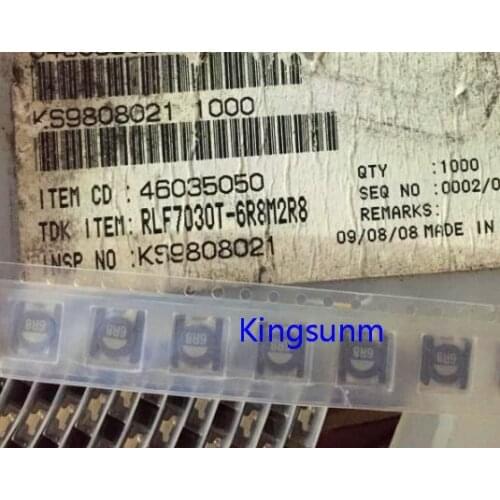 KS9808021 1000
ITEM CD : 46035050
TDK ITEM: RLF7030T-6R8M2R8
INSP NO : KS9808021
QTY :1000
SEQ NO :0002/0
REMARKS:
09/08/08 MADE IN
Kingsunm
6R8 6R8 6R8 6R8 6R8 6R8